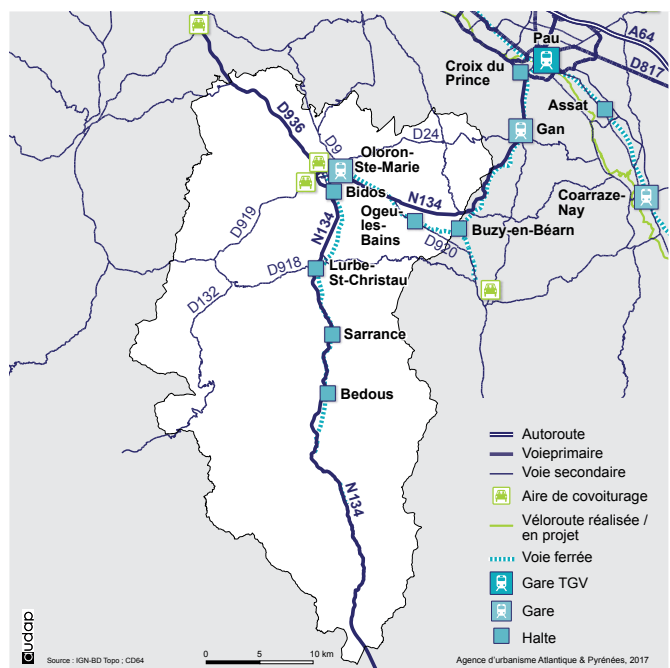 Pau
A64
D817
Croix du
Prince
Assat
D936
D9
D24
Gan
Oloron-
Ste-Marie
Coarraze-
Nay
Bidos
N134
D919
N134
Ogeu-
les-
Bains
Buzy-en-Béarn
D920
D918
Lurbe-
St-Christau
D132
Sarrance
Bedous
N134
Autoroute
Voieprimaire
Voie secondaire
Aire de covoiturage
Véloroute réalisée /
en projet
Voie ferrée
Gare TGV
Gare
Halte
audap
Source : IGN-BD Topo ; CD64
0 5 10 km
Agence d'urbanisme Atlantique & Pyrénées, 2017